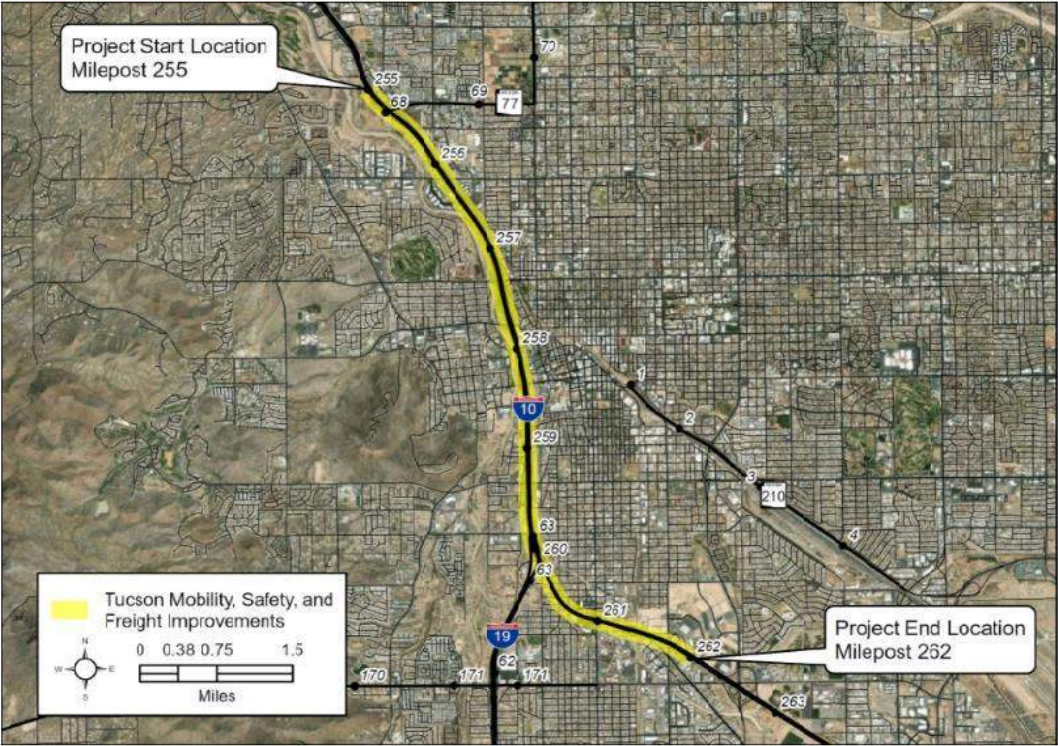 Project Start Location
Milepost 255
255
68
69
77
70
256
257
258
10
259
1
2
3
210
4
63
260
63
261
262
263
19
62
170
171
171
Project End Location
Milepost 262
Tucson Mobility, Safety, and
Freight Improvements
N
W
E
S
0 0.38 0.75 1.5
Miles